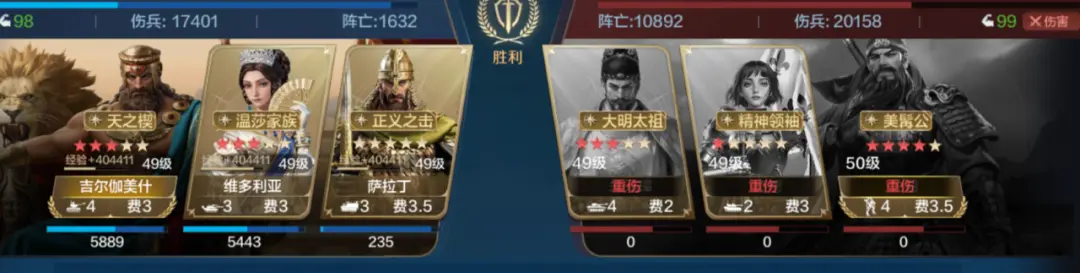 98 伤兵: 17401 阵亡:1632
胜利
阵亡:10892 伤兵: 20158 99 伤害
天之楔
经验+404411 49级
吉尔伽美什
4 费3
5889
温莎家族
经验+404411 49级
维多利亚
3 费3
5443
正义之击
49级
萨拉丁
3 费3.5
235
大明太祖
49级
重伤
4 费2
0
精神领袖
49级
重伤
2 费3
0
美髯公
50级
重伤
4 费3.5
0